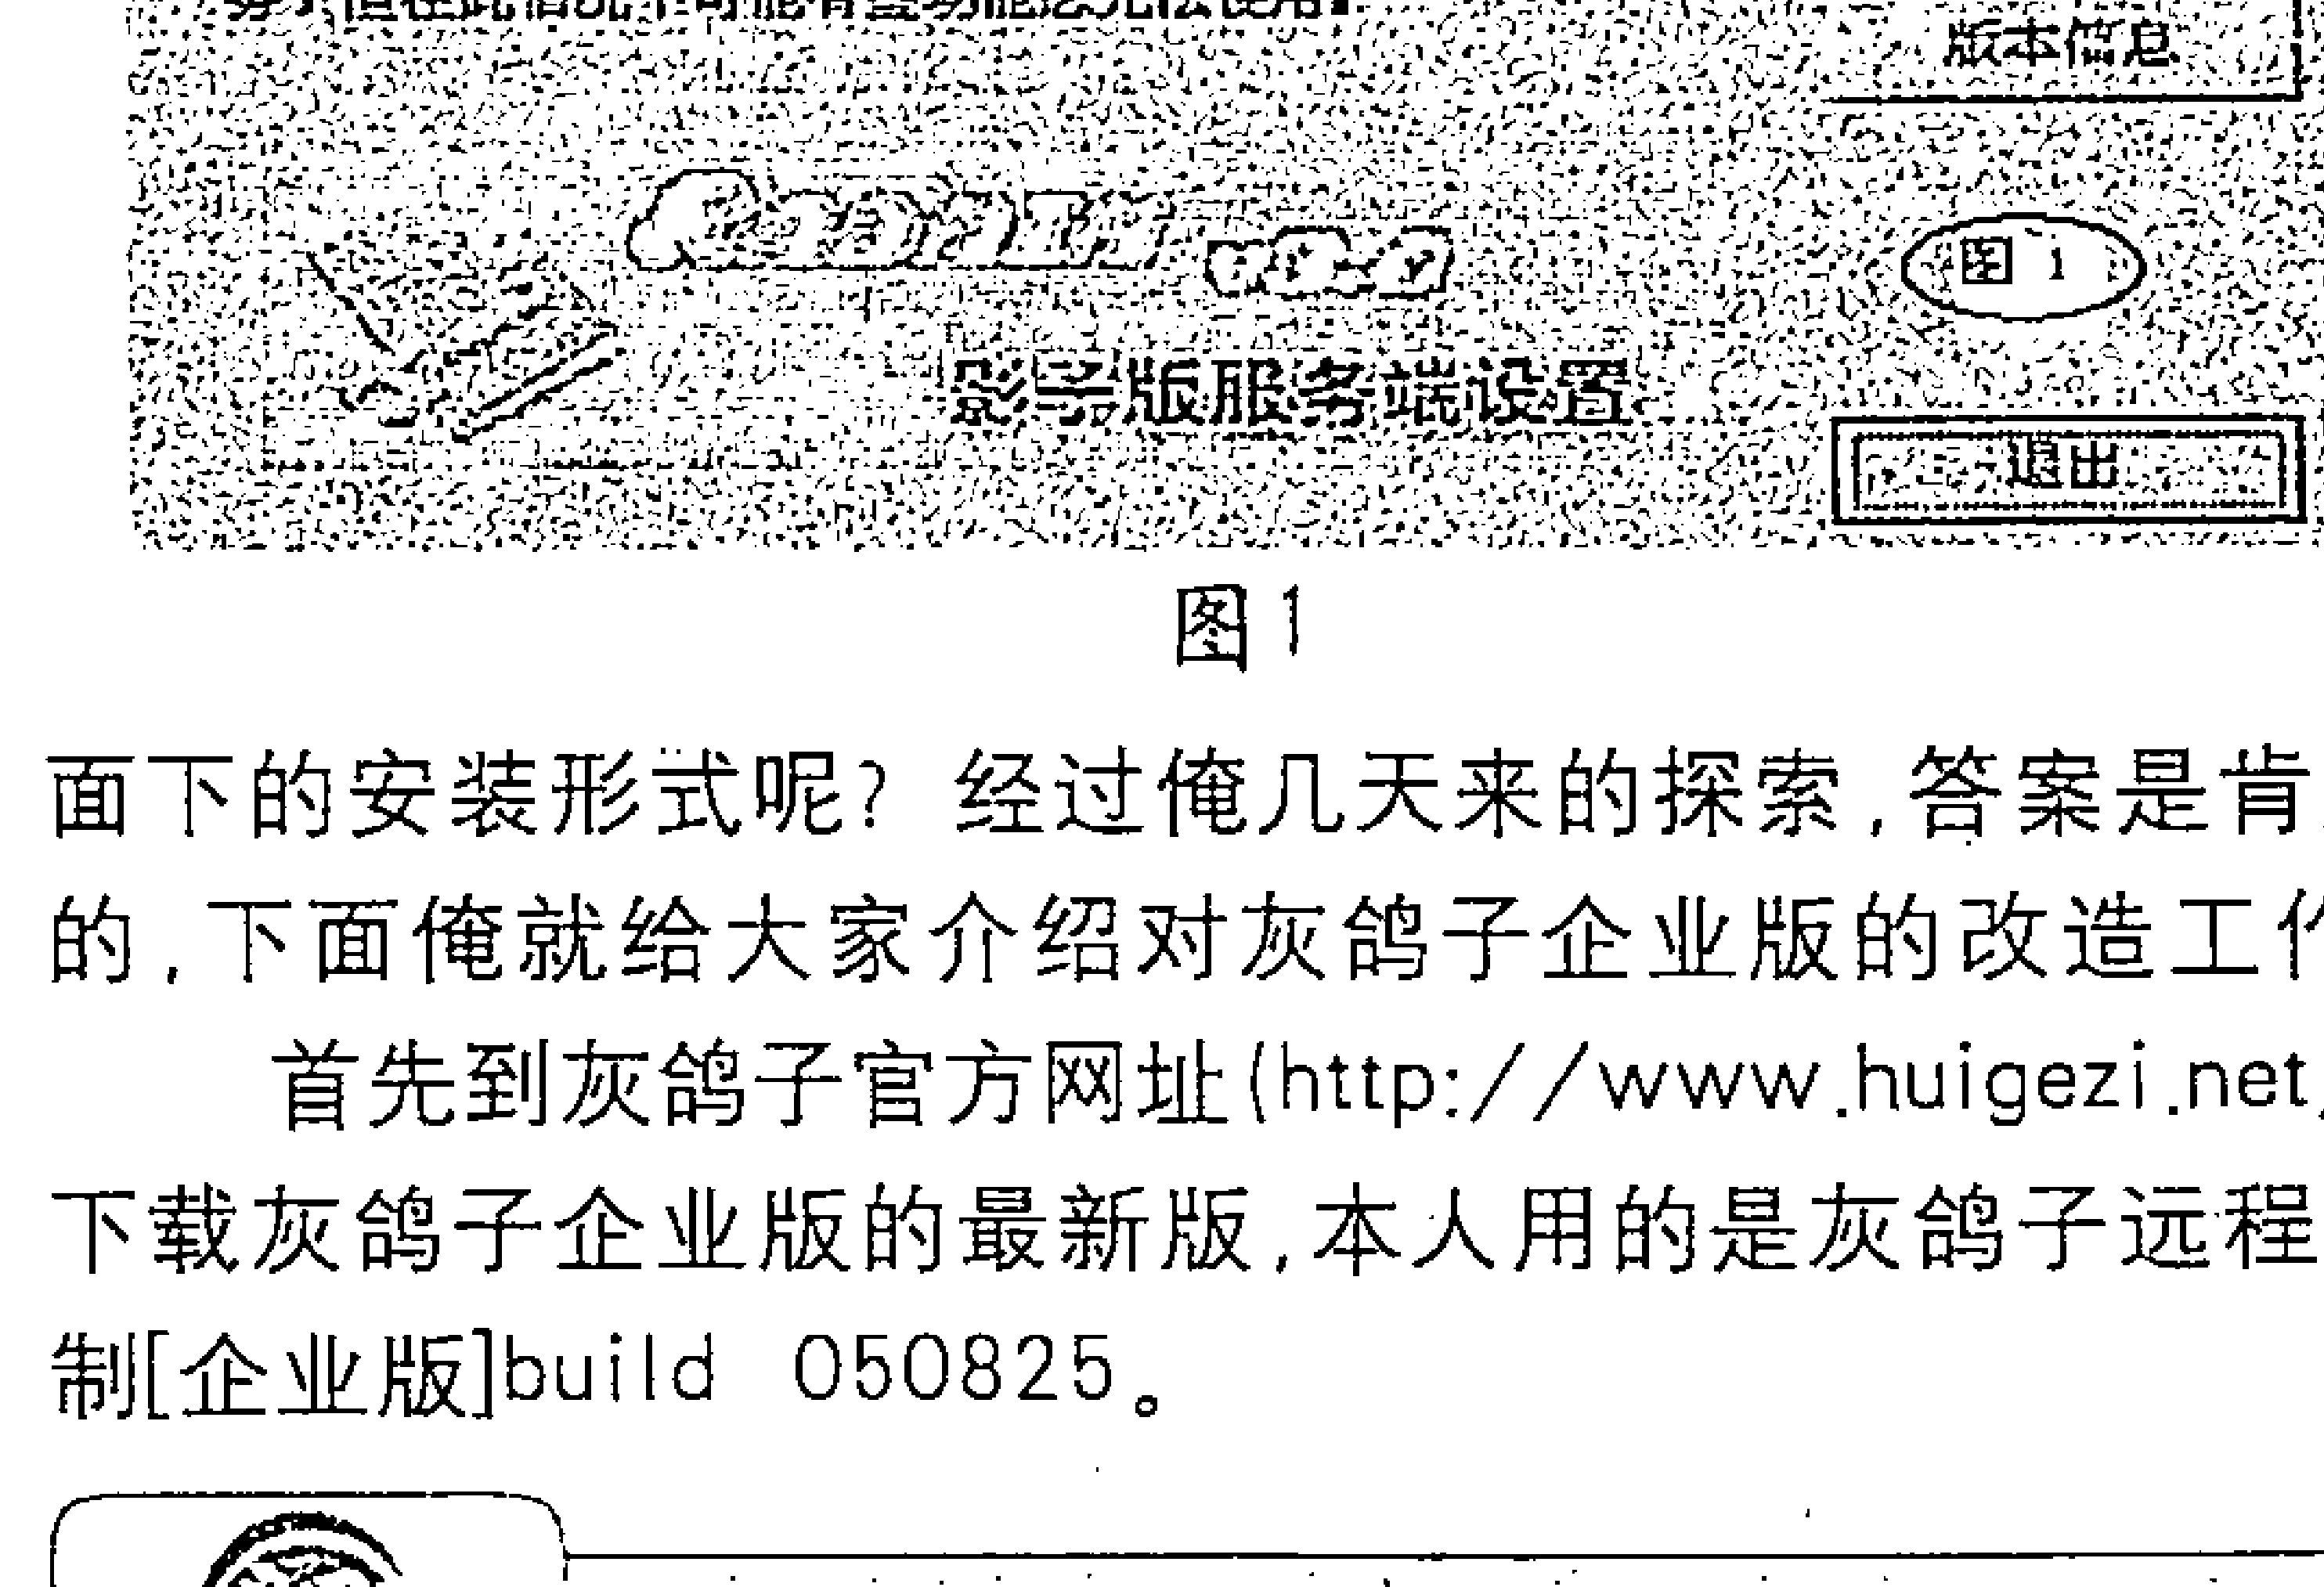 版本信息
图 1
影子版服务端设置
退出
图1
面下的安装形式呢? 经过俺几天来的探索,答案是肯
的,下面俺就给大家介绍对灰鸽子企业版的改造工作
首先到灰鸽子官方网址(http://www.huigezi.net
下载灰鸽子企业版的最新版,本人用的是灰鸽子远程
制[企业版]build 050825。